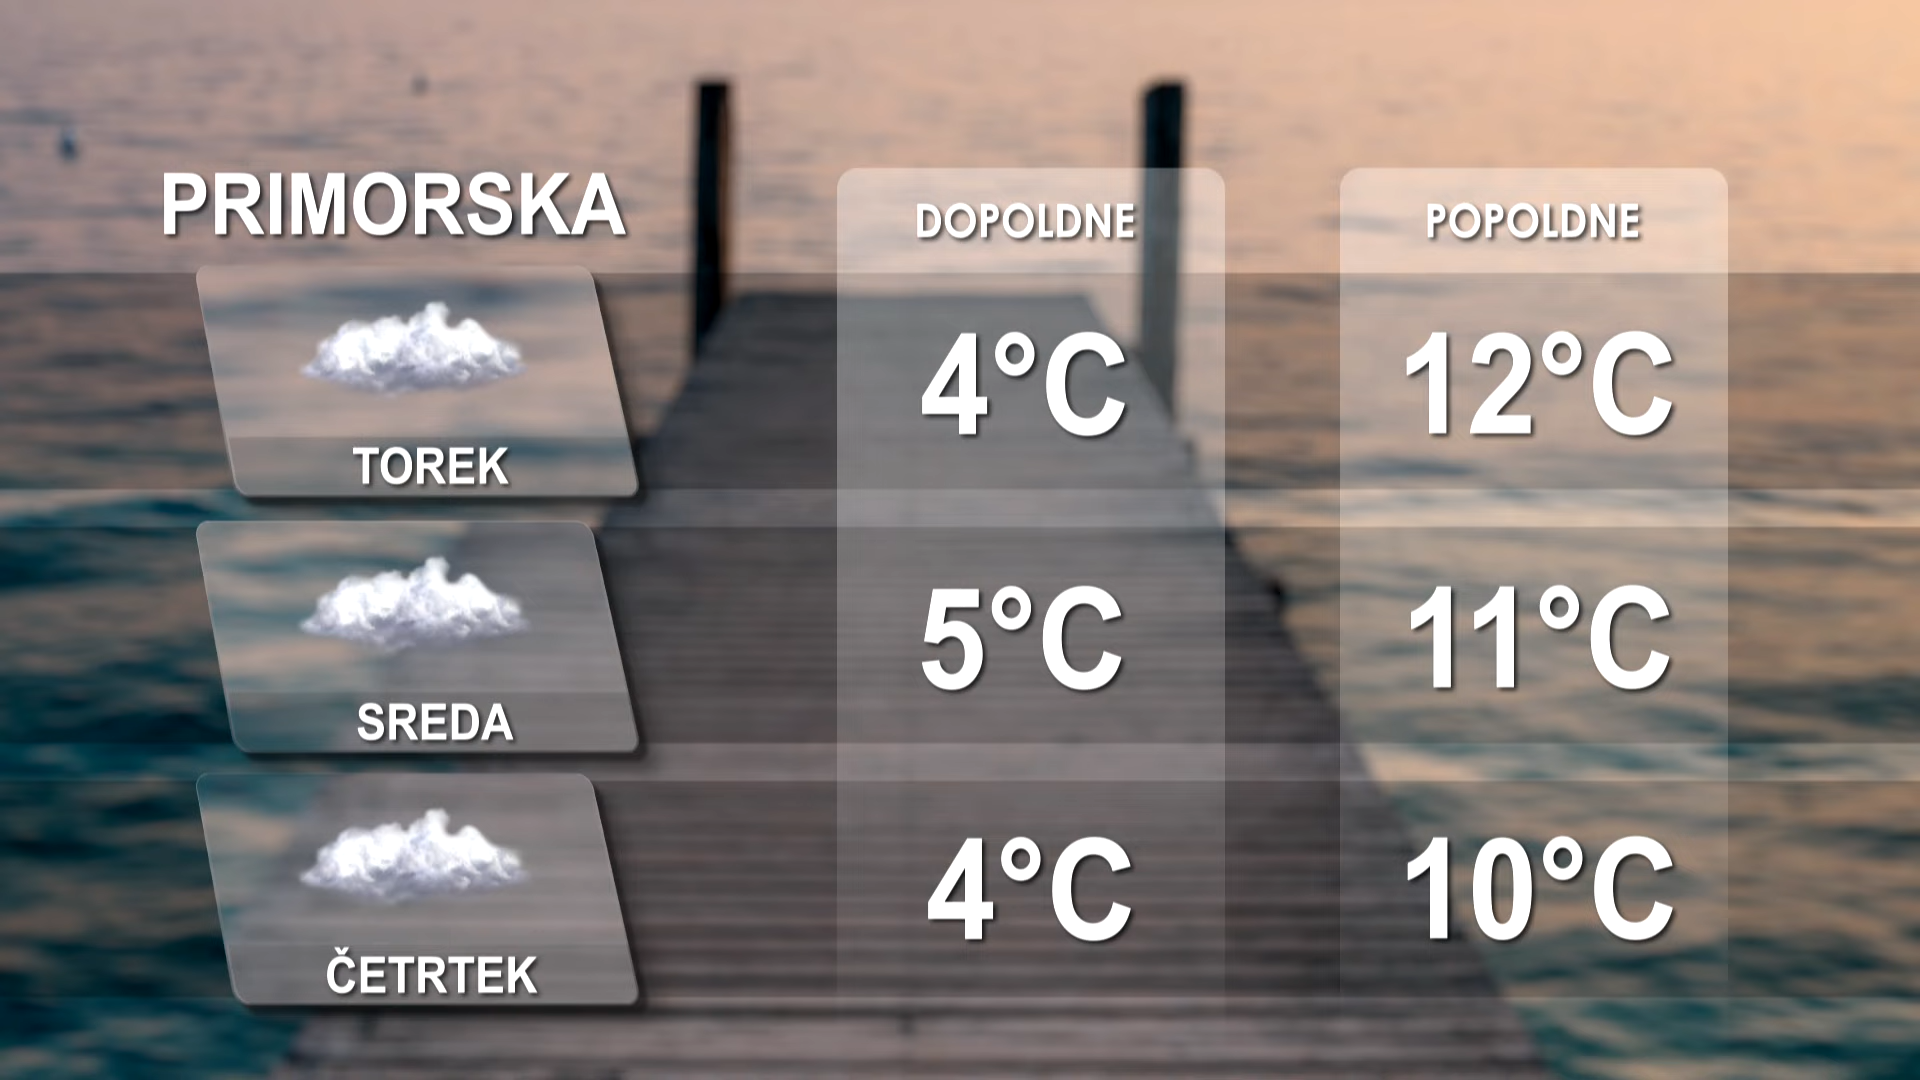 PRIMORSKA
DOPOLDNE
POPOLDNE
TOREK
4°C
12°C
SREDA
5°C
11°C
ČETRTEK
4°C
10°C